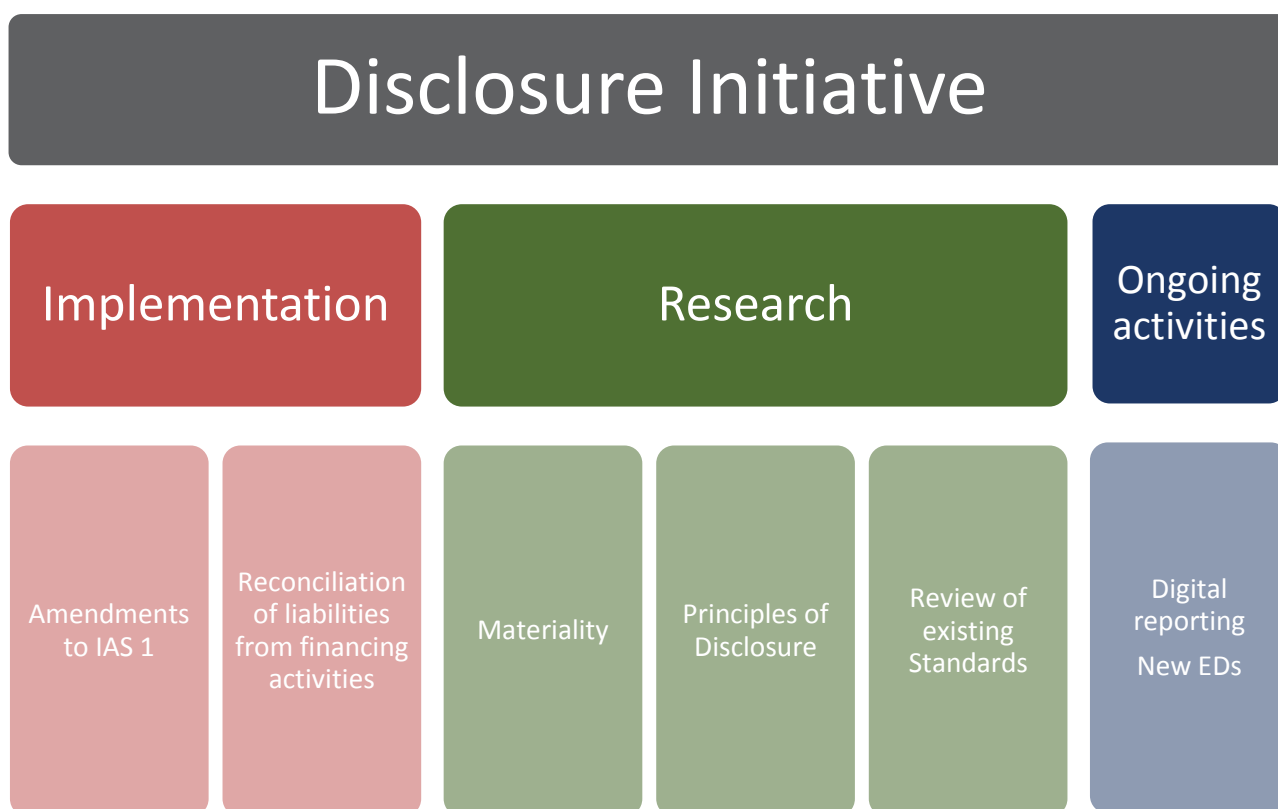 Disclosure Initiative
Implementation
Research
Ongoing
activities
Amendments
to IAS 1
Reconciliation
of liabilities
from financing
activities
Materiality
Principles of
Disclosure
Review of
existing
Standards
Digital
reporting
New EDs